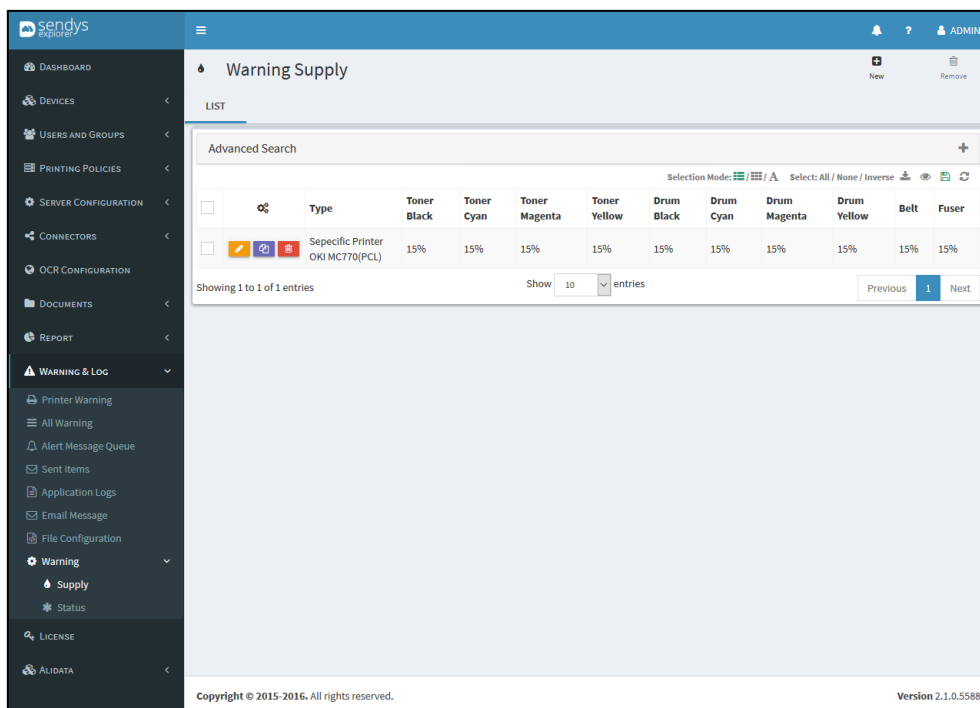 sendys
explorer
? ADMIN
DASHBOARD
DEVICES
USERS AND GROUPS
PRINTING POLICIES
SERVER CONFIGURATION
CONNECTORS
OCR CONFIGURATION
DOCUMENTS
REPORT
WARNING & LOG
Printer Warning
All Warning
Alert Message Queue
Sent items
Application Logs
Email Message
File Configuration
Warning
Supply
Status
LICENSE
ALIDATA
Warning Supply
New Remove
LIST
Advanced Search
Selection Mode: / / A Select: All / None / Inverse
Type Toner Black Toner Cyan Toner Magenta Toner Yellow Drum Black Drum Cyan Drum Magenta Drum Yellow Belt Fuser
Sepecific Printer OKI MC770(PCL) 15% 15% 15% 15% 15% 15% 15% 15% 15% 15%
Showing 1 to 1 of 1 entries Show 10 entries Previous 1 Next
Copyright © 2015-2016. All rights reserved. Version 2.1.0.5588